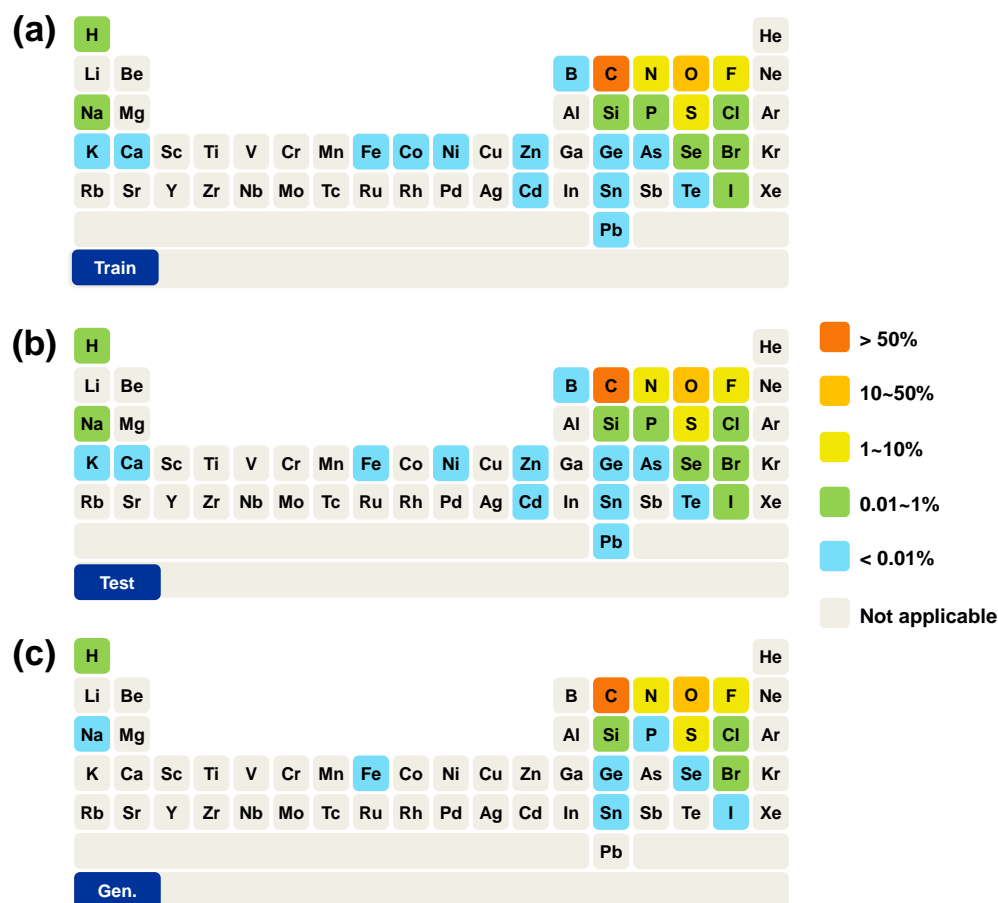 (a)
H He
Li Be B C N O F Ne
Na Mg Al Si P S Cl Ar
K Ca Sc Ti V Cr Mn Fe Co Ni Cu Zn Ga Ge As Se Br Kr
Rb Sr Y Zr Nb Mo Tc Ru Rh Pd Ag Cd In Sn Sb Te I Xe
Pb
Train
(b)
H He
Li Be B C N O F Ne
Na Mg Al Si P S Cl Ar
K Ca Sc Ti V Cr Mn Fe Co Ni Cu Zn Ga Ge As Se Br Kr
Rb Sr Y Zr Nb Mo Tc Ru Rh Pd Ag Cd In Sn Sb Te I Xe
Pb
Test
> 50%
10~50%
1~10%
0.01~1%
< 0.01%
Not applicable
(c)
H He
Li Be B C N O F Ne
Na Mg Al Si P S Cl Ar
K Ca Sc Ti V Cr Mn Fe Co Ni Cu Zn Ga Ge As Se Br Kr
Rb Sr Y Zr Nb Mo Tc Ru Rh Pd Ag Cd In Sn Sb Te I Xe
Pb
Gen.